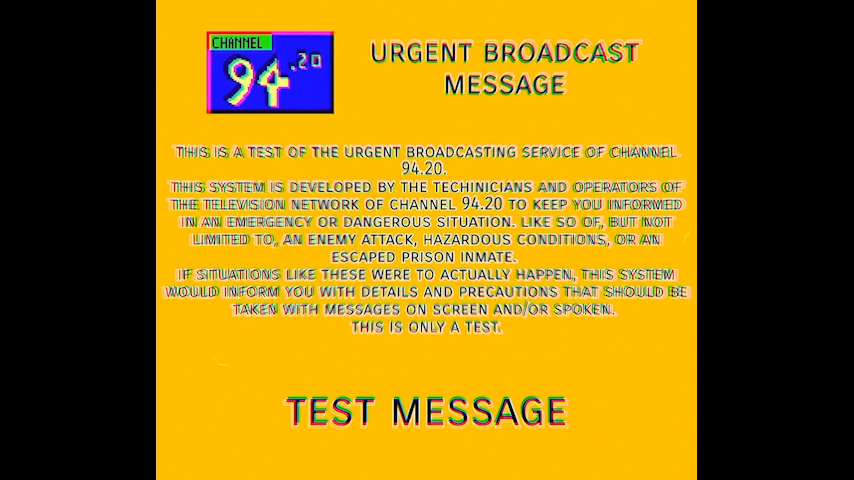 CHANNEL
94.20
URGENT BROADCAST
MESSAGE
THIS IS A TEST OF THE URGENT BROADCASTING SERVICE OF CHANNEL
94.20.
THIS SYSTEM IS DEVELOPED BY THE TECHINICIANS AND OPERATORS OF
THE TELEVISION NETWORK OF CHANNEL 94.20 TO KEEP YOU INFORMED
IN AN EMERGENCY OR DANGEROUS SITUATION. LIKE SO OF, BUT NOT
LIMITED TO, AN ENEMY ATTACK, HAZARDOUS CONDITIONS, OR AN
ESCAPED PRISON INMATE.
IF SITUATIONS LIKE THESE WERE TO ACTUALLY HAPPEN, THIS SYSTEM
WOULD INFORM YOU WITH DETAILS AND PRECAUTIONS THAT SHOULD BE
TAKEN WITH MESSAGES ON SCREEN AND/OR SPOKEN.
THIS IS ONLY A TEST.
TEST MESSAGE